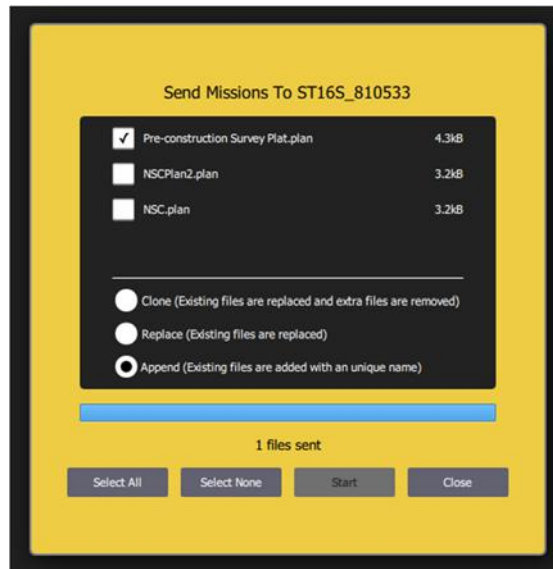 Send Missions To ST16S_810533
Pre-construction Survey Plat.plan 4.3kB
NSCPlan2.plan 3.2kB
NSC.plan 3.2kB
Clone (Existing files are replaced and extra files are removed)
Replace (Existing files are replaced)
Append (Existing files are added with an unique name)
1 files sent
Select All Select None Start Close